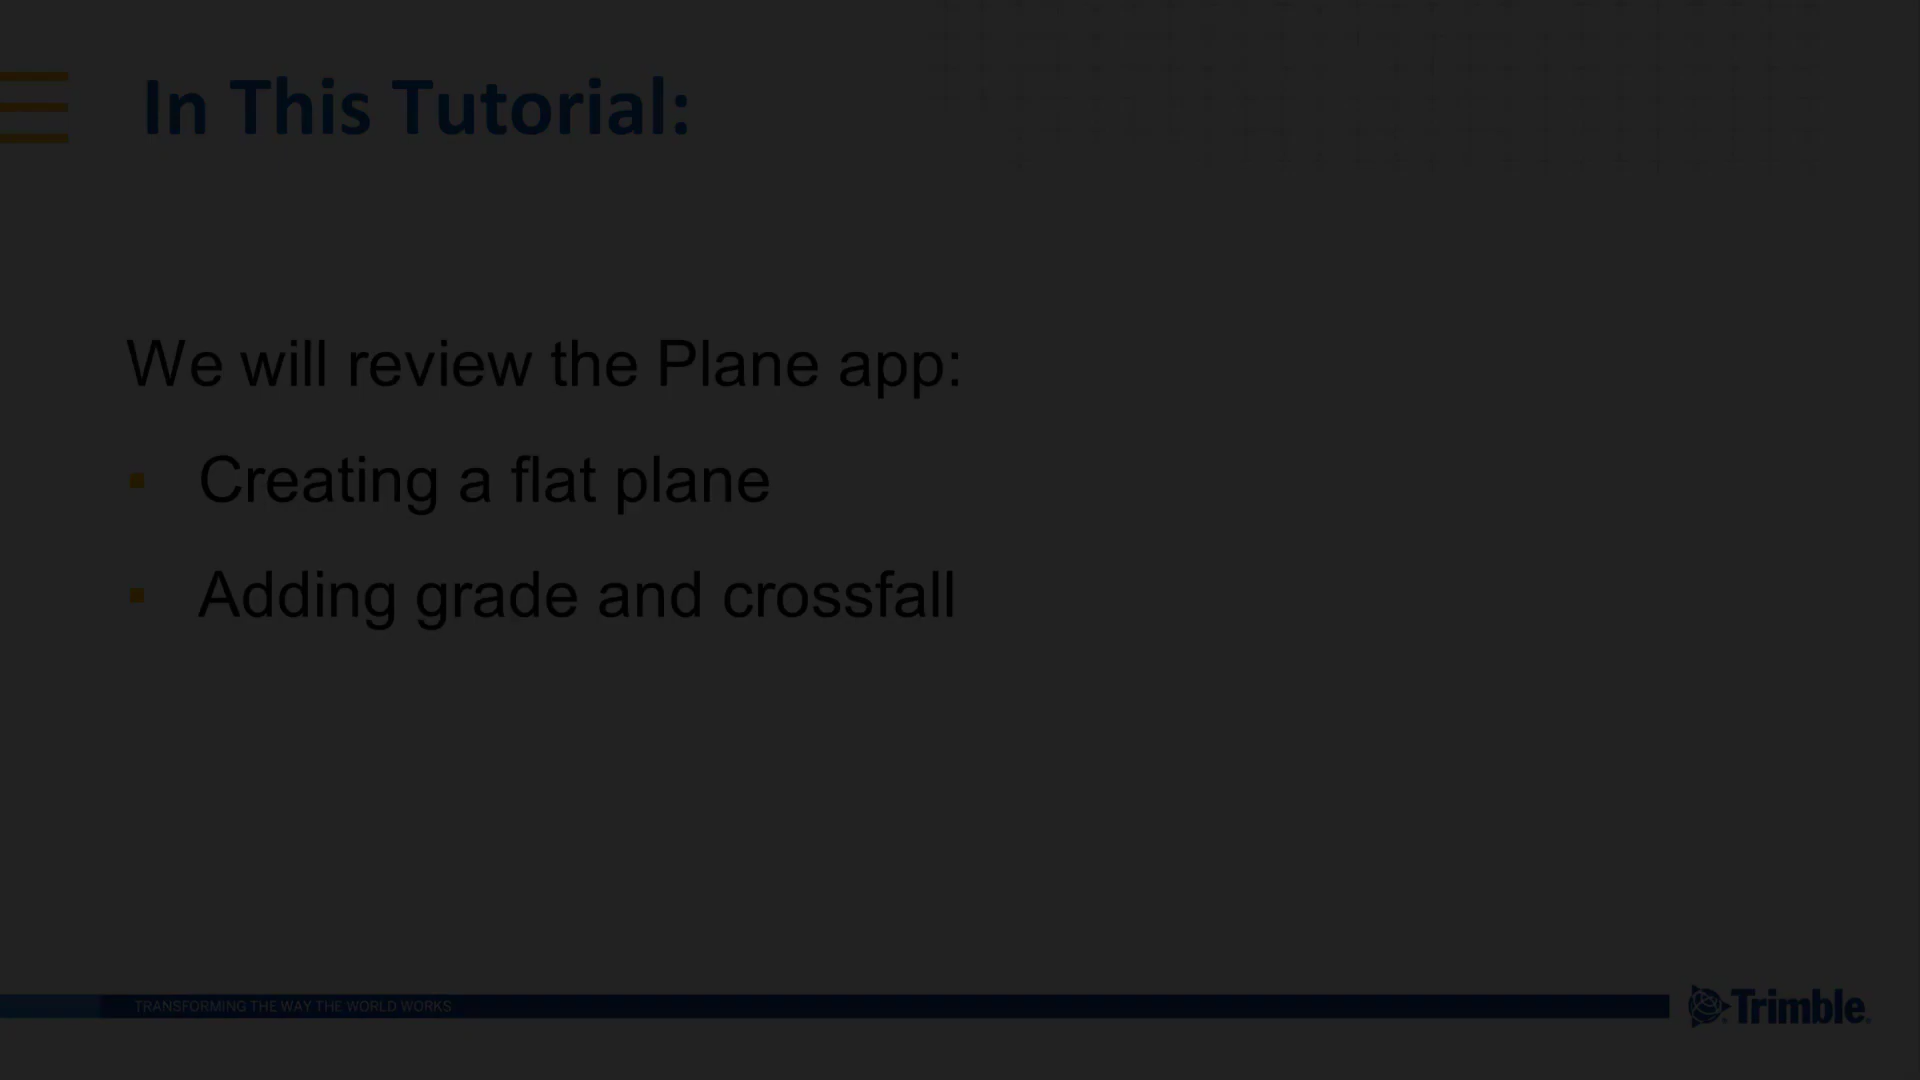 In This Tutorial:
We will review the Plane app:
▪ Creating a flat plane
▪ Adding grade and crossfall
TRANSFORMING THE WAY THE WORLD WORKS
Trimble